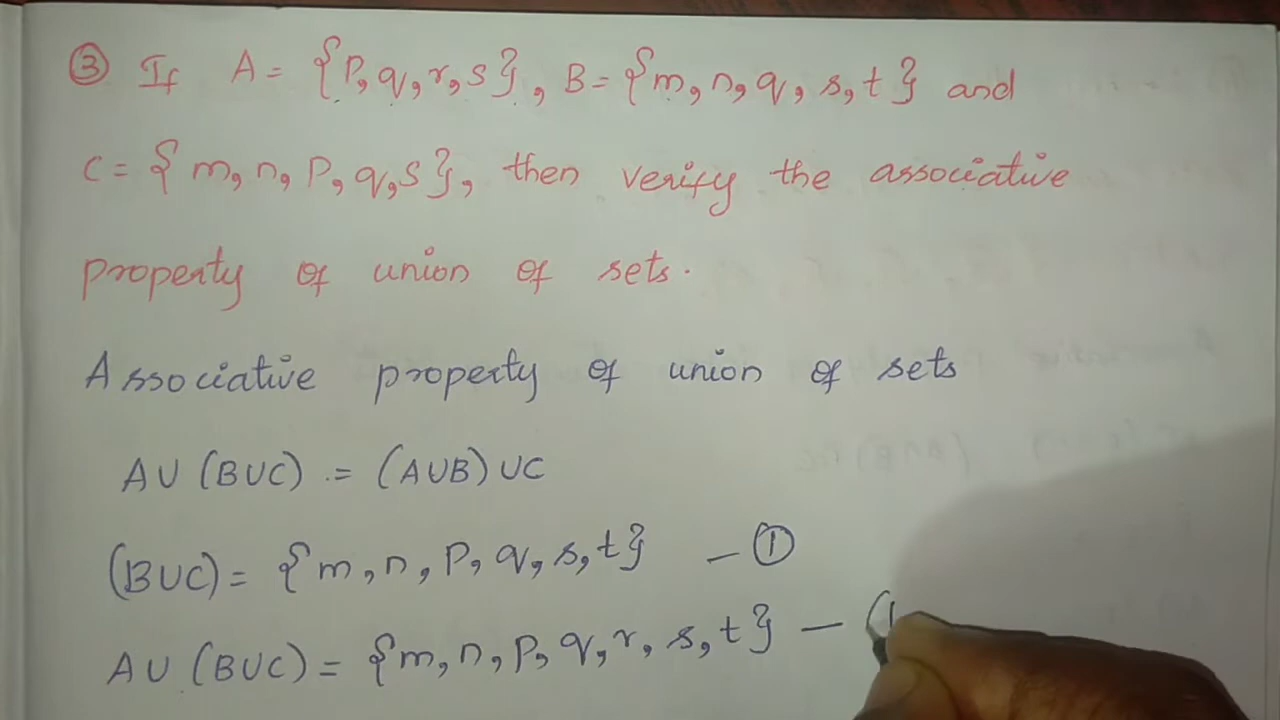 ③ If A = {p, q, r, s}, B = {m, n, q, s, t} and
C = {m, n, p, q, s}, then verify the associative
property of union of sets.
Associative property of union of sets
A∪(B∪C) = (A∪B)∪C
(B∪C) = {m, n, p, q, s, t} — ①
A∪(B∪C) = {m, n, p, q, r, s, t} —